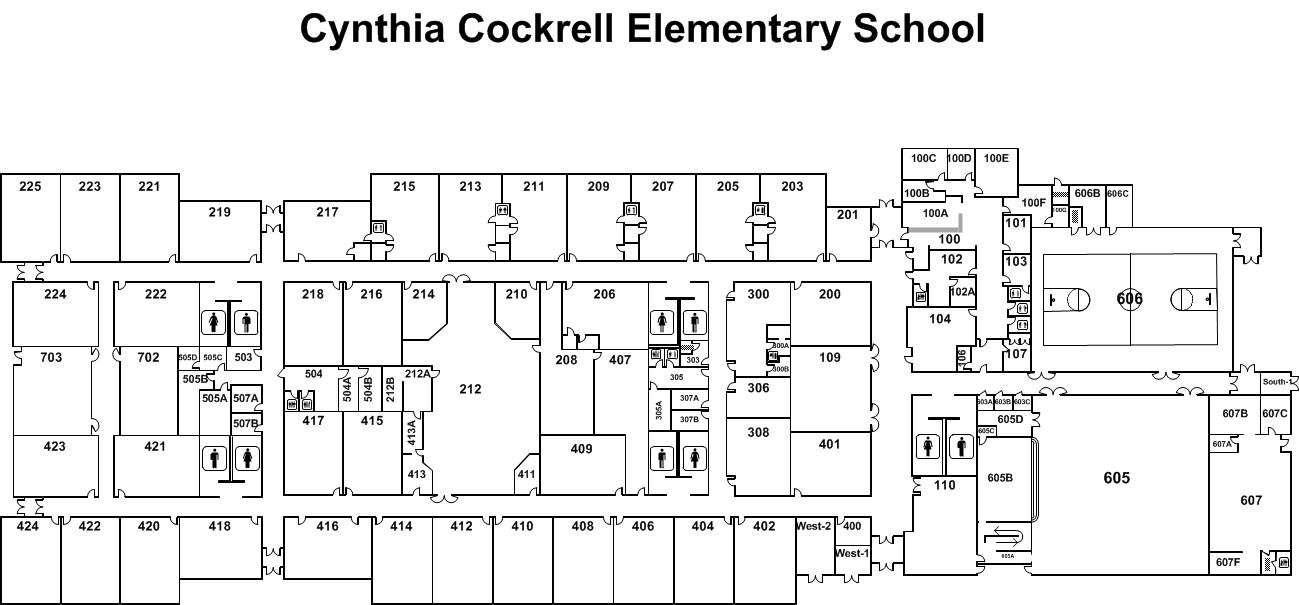 Cynthia Cockrell Elementary School
100C 100D 100E
225 223 221 215 213 211 209 207 205 203 100B 100F 606B 606C
219 217 201 100A 100G
101
100
102 103
224 222 218 216 214 210 206 300 200 102A 606
104
703 702 505D 505C 503 208 407 303 300A 109 106 107
505B 504 212A 305 300B
505A 507A 504A 504B 212B 212 305A 307A 306 South-1
603A 603B 603C
507B 417 415 413A 307B 605D 607B 607C
423 421 409 308 401 605C 607A
413 411 605B 605
110
607
424 422 420 418 416 414 412 410 408 406 404 402 West-2 400
West-1 605A 607F